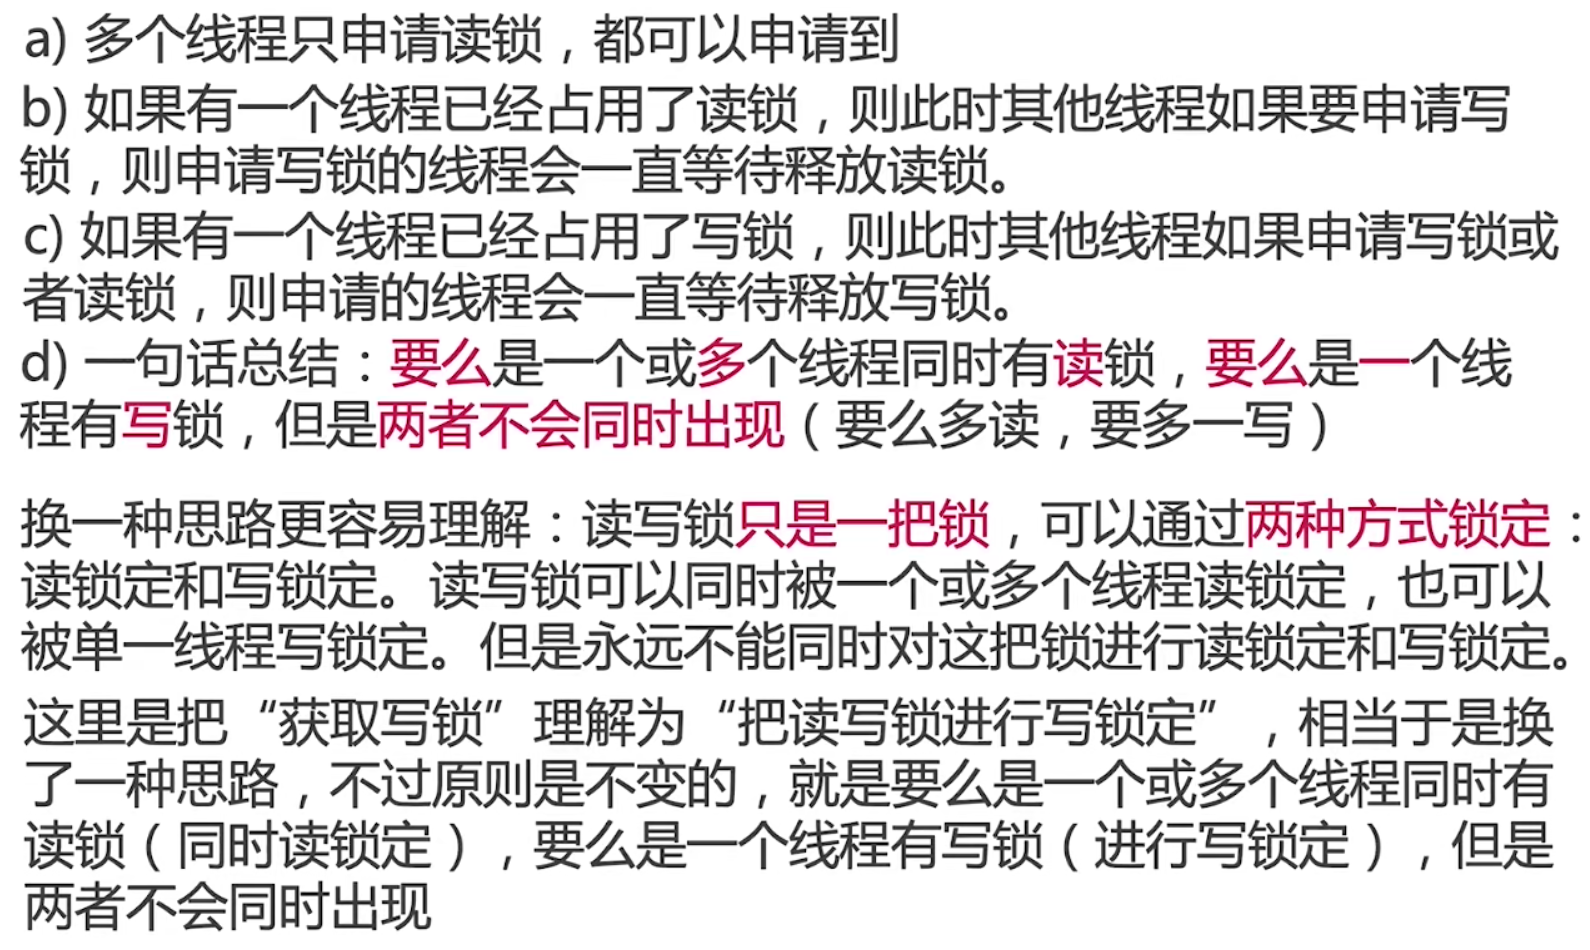 a) 多个线程只申请读锁，都可以申请到
b) 如果有一个线程已经占用了读锁，则此时其他线程如果要申请写
锁，则申请写锁的线程会一直等待释放读锁。
c) 如果有一个线程已经占用了写锁，则此时其他线程如果申请写锁或
者读锁，则申请的线程会一直等待释放写锁。
d) 一句话总结：要么是一个或多个线程同时有读锁，要么是一个线
程有写锁，但是两者不会同时出现（要么多读，要多一写）
换一种思路更容易理解：读写锁只是一把锁，可以通过两种方式锁定：
读锁定和写锁定。读写锁可以同时被一个或多个线程读锁定，也可以
被单一线程写锁定。但是永远不能同时对这把锁进行读锁定和写锁定。
这里是把“获取写锁”理解为“把读写锁进行写锁定”，相当于是换
了一种思路，不过原则是不变的，就是要么是一个或多个线程同时有
读锁（同时读锁定），要么是一个线程有写锁（进行写锁定），但是
两者不会同时出现